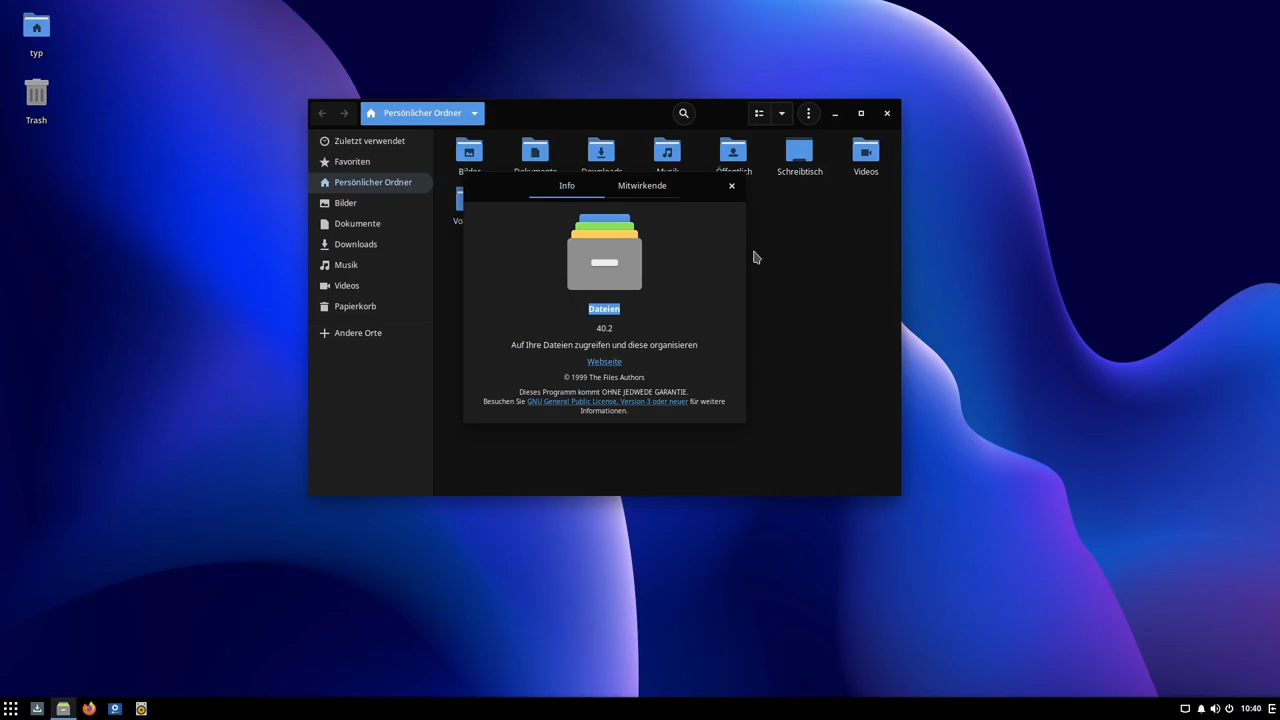 typ
Trash
Persönlicher Ordner
Zuletzt verwendet
Favoriten
Persönlicher Ordner
Bilder
Dokumente
Downloads
Musik
Videos
Papierkorb
Andere Orte
Bilder
Dokumente
Downloads
Musik
Öffentlich
Schreibtisch
Videos
Vo
Info
Mitwirkende
Dateien
40.2
Auf Ihre Dateien zugreifen und diese organisieren
Webseite
© 1999 The Files Authors
Dieses Programm kommt OHNE JEDWEDE GARANTIE.
Besuchen Sie GNU General Public License, Version 3 oder neuer für weitere
Informationen.
10:40